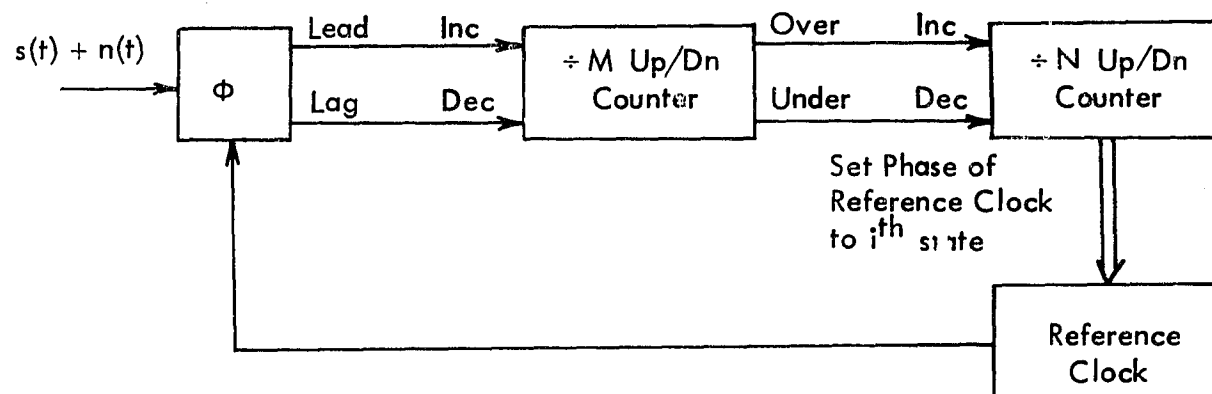 s(t) + n(t)
Φ
Lead Inc
Lag Dec
÷ M Up/Dn
Counter
Over Inc
Under Dec
÷ N Up/Dn
Counter
Set Phase of
Reference Clock
to i^th
Reference
Clock